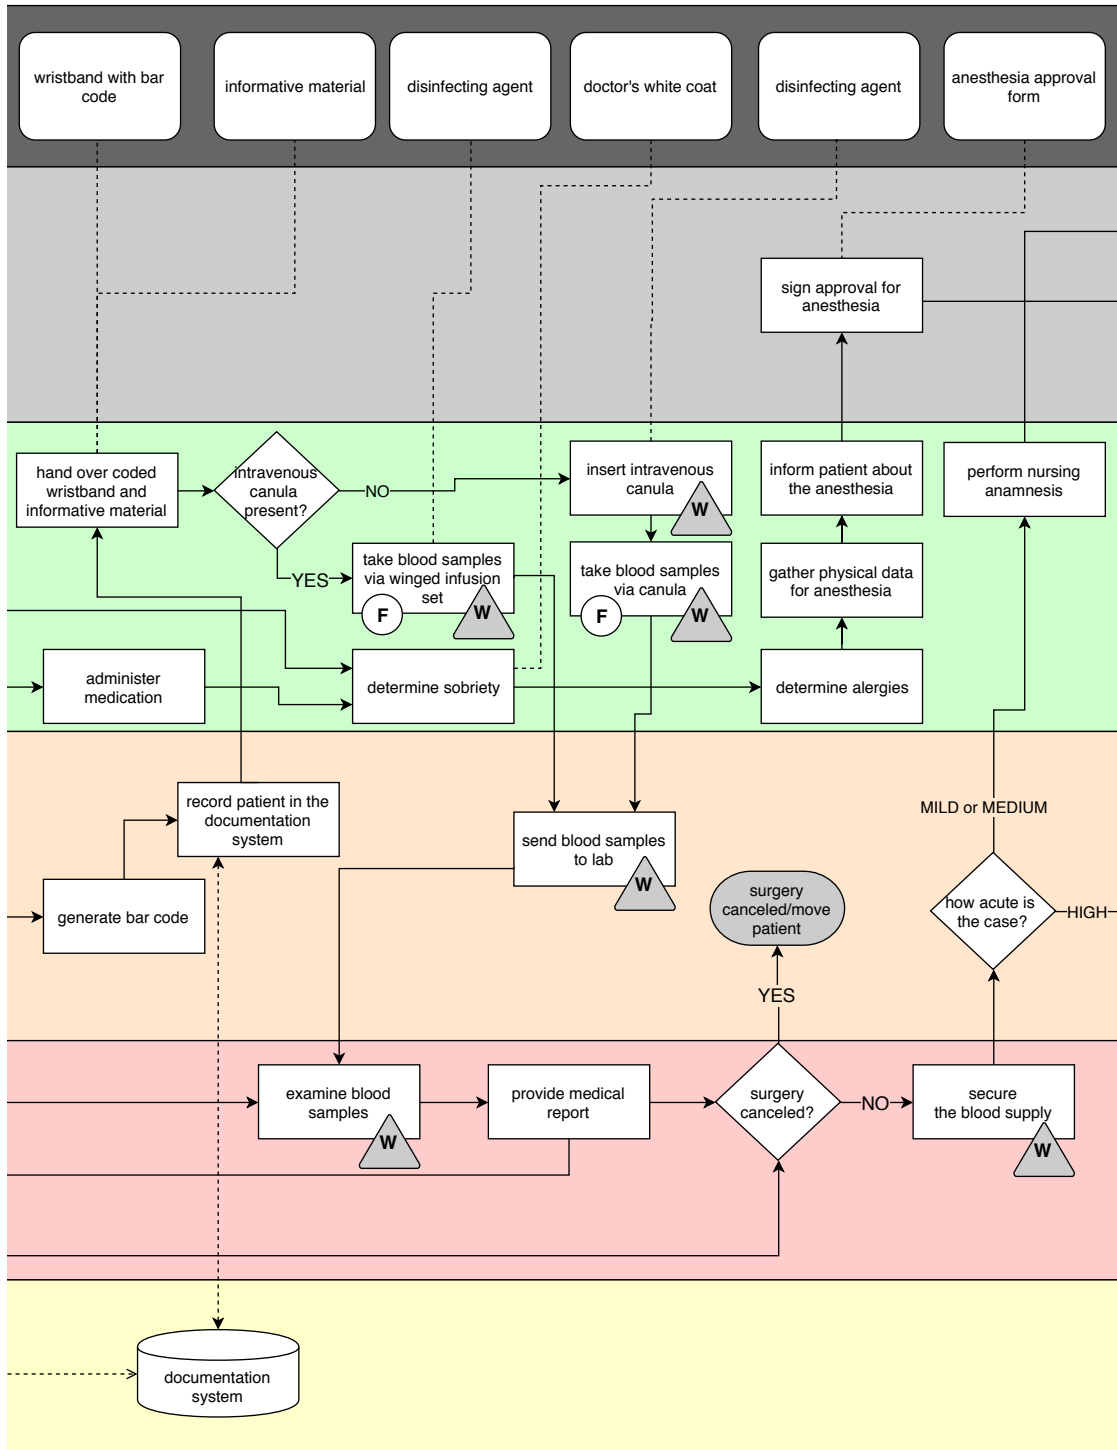 wristband with bar
code
informative material
disinfecting agent
doctor's white coat
disinfecting agent
anesthesia approval
form
sign approval for
anesthesia
hand over coded
wristband and
informative material
intravenous
canula
present?
NO
YES
take blood samples
via winged infusion
set
F
W
insert intravenous
canula
W
take blood samples
via canula
F
W
inform patient about
the anesthesia
gather physical data
for anesthesia
perform nursing
anamnesis
administer
medication
determine sobriety
determine alergies
record patient in the
documentation
system
generate bar code
send blood samples
to lab
W
surgery
canceled/move
patient
YES
MILD or MEDIUM
how acute is
the case?
HIGH
examine blood
samples
W
provide medical
report
surgery
canceled?
NO
secure
the blood supply
W
documentation
system